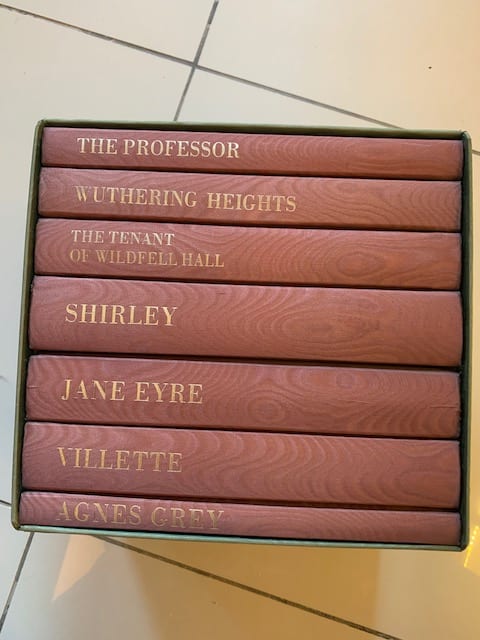 THE PROFESSOR
WUTHERING HEIGHTS
THE TENANT
OF WILDFELL HALL
SHIRLEY
JANE EYRE
VILLETTE
AGNES GREY